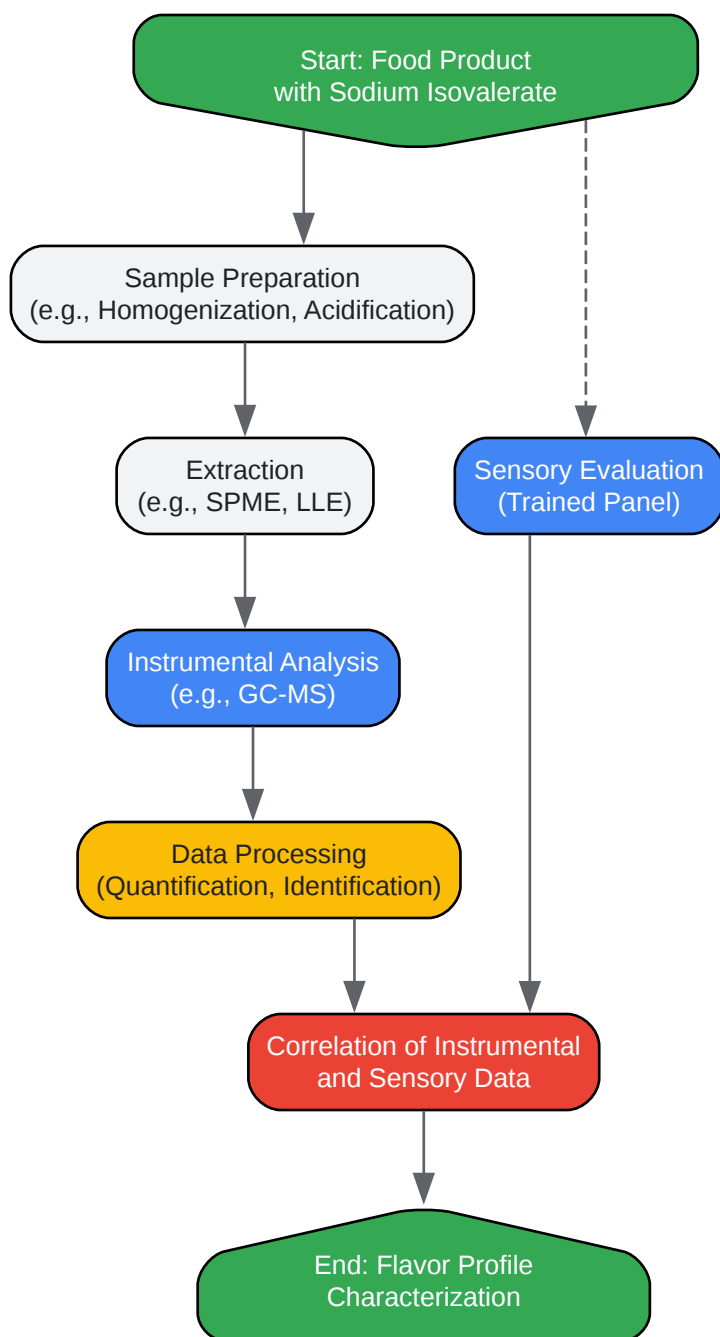 Start: Food Product
with Sodium Isovalerate
Sample Preparation
(e.g., Homogenization, Acidification)
Extraction
(e.g., SPME, LLE)
Sensory Evaluation
(Trained Panel)
Instrumental Analysis
(e.g., GC-MS)
Data Processing
(Quantification, Identification)
Correlation of Instrumental
and Sensory Data
End: Flavor Profile
Characterization